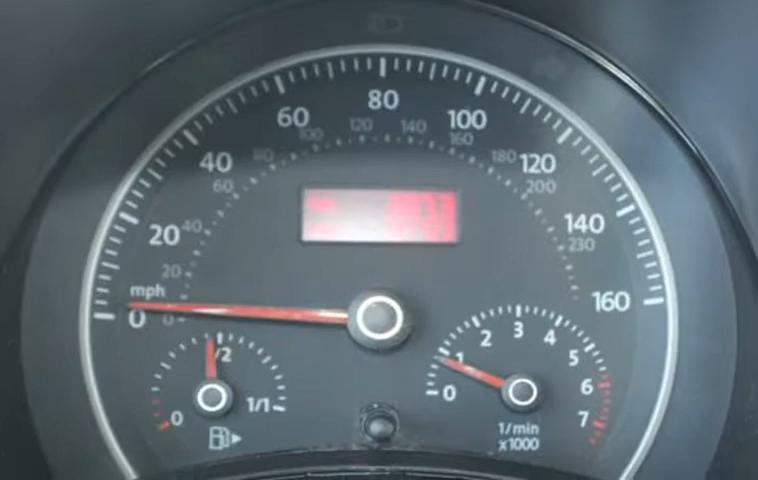 80
60 100
100 120 140 160
40 80 180 120
60 200
20 40 140
230
20
mph 160
0 0
2 3 4
1/2 1 5
0 6
0 1/1 7
1/min
x1000